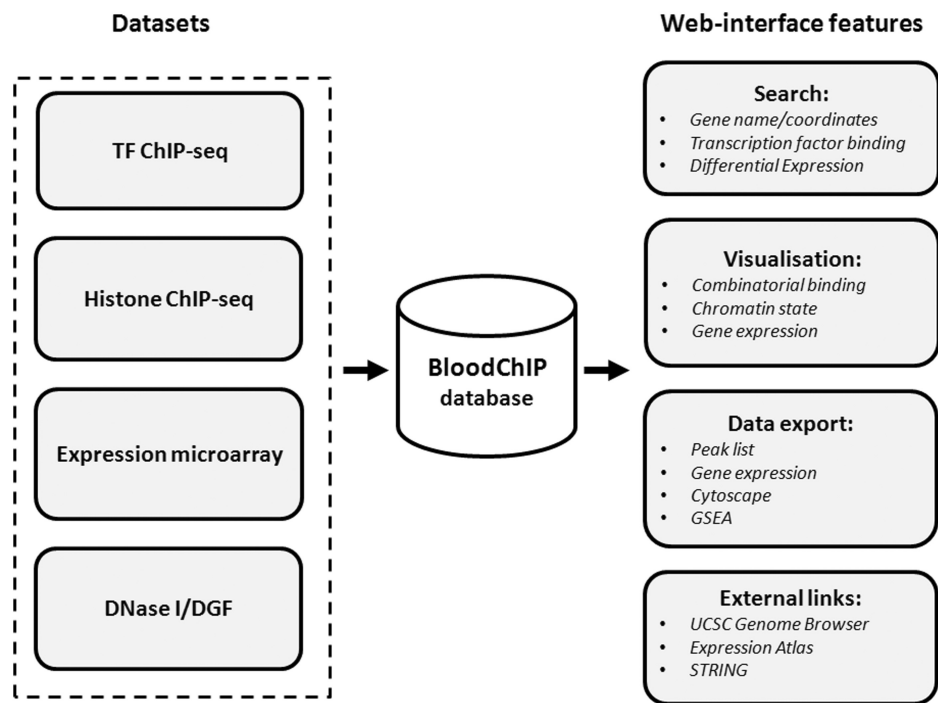 Datasets
TF ChIP-seq
Histone ChIP-seq
Expression microarray
DNase I/DGF
BloodChIP
database
Web-interface features
Search:
• Gene name/coordinates
• Transcription factor binding
• Differential Expression
Visualisation:
• Combinatorial binding
• Chromatin state
• Gene expression
Data export:
• Peak list
• Gene expression
• Cytoscape
• GSEA
External links:
• UCSC Genome Browser
• Expression Atlas
• STRING